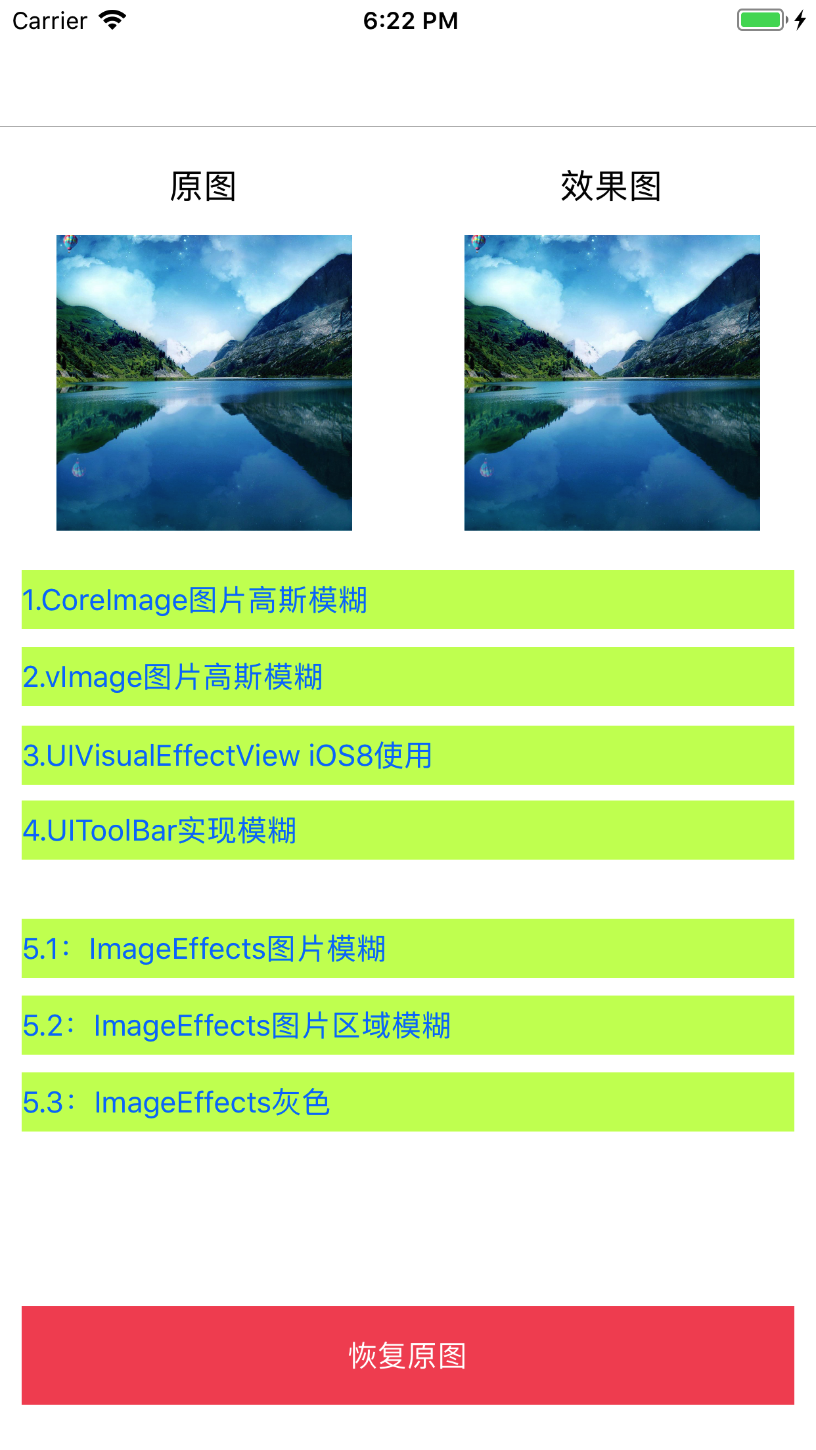 Carrier 6:22 PM
原图 效果图
1.CoreImage图片高斯模糊
2.vImage图片高斯模糊
3.UIVisualEffectView iOS8使用
4.UIToolBar实现模糊
5.1：ImageEffects图片模糊
5.2：ImageEffects图片区域模糊
5.3：ImageEffects灰色
恢复原图